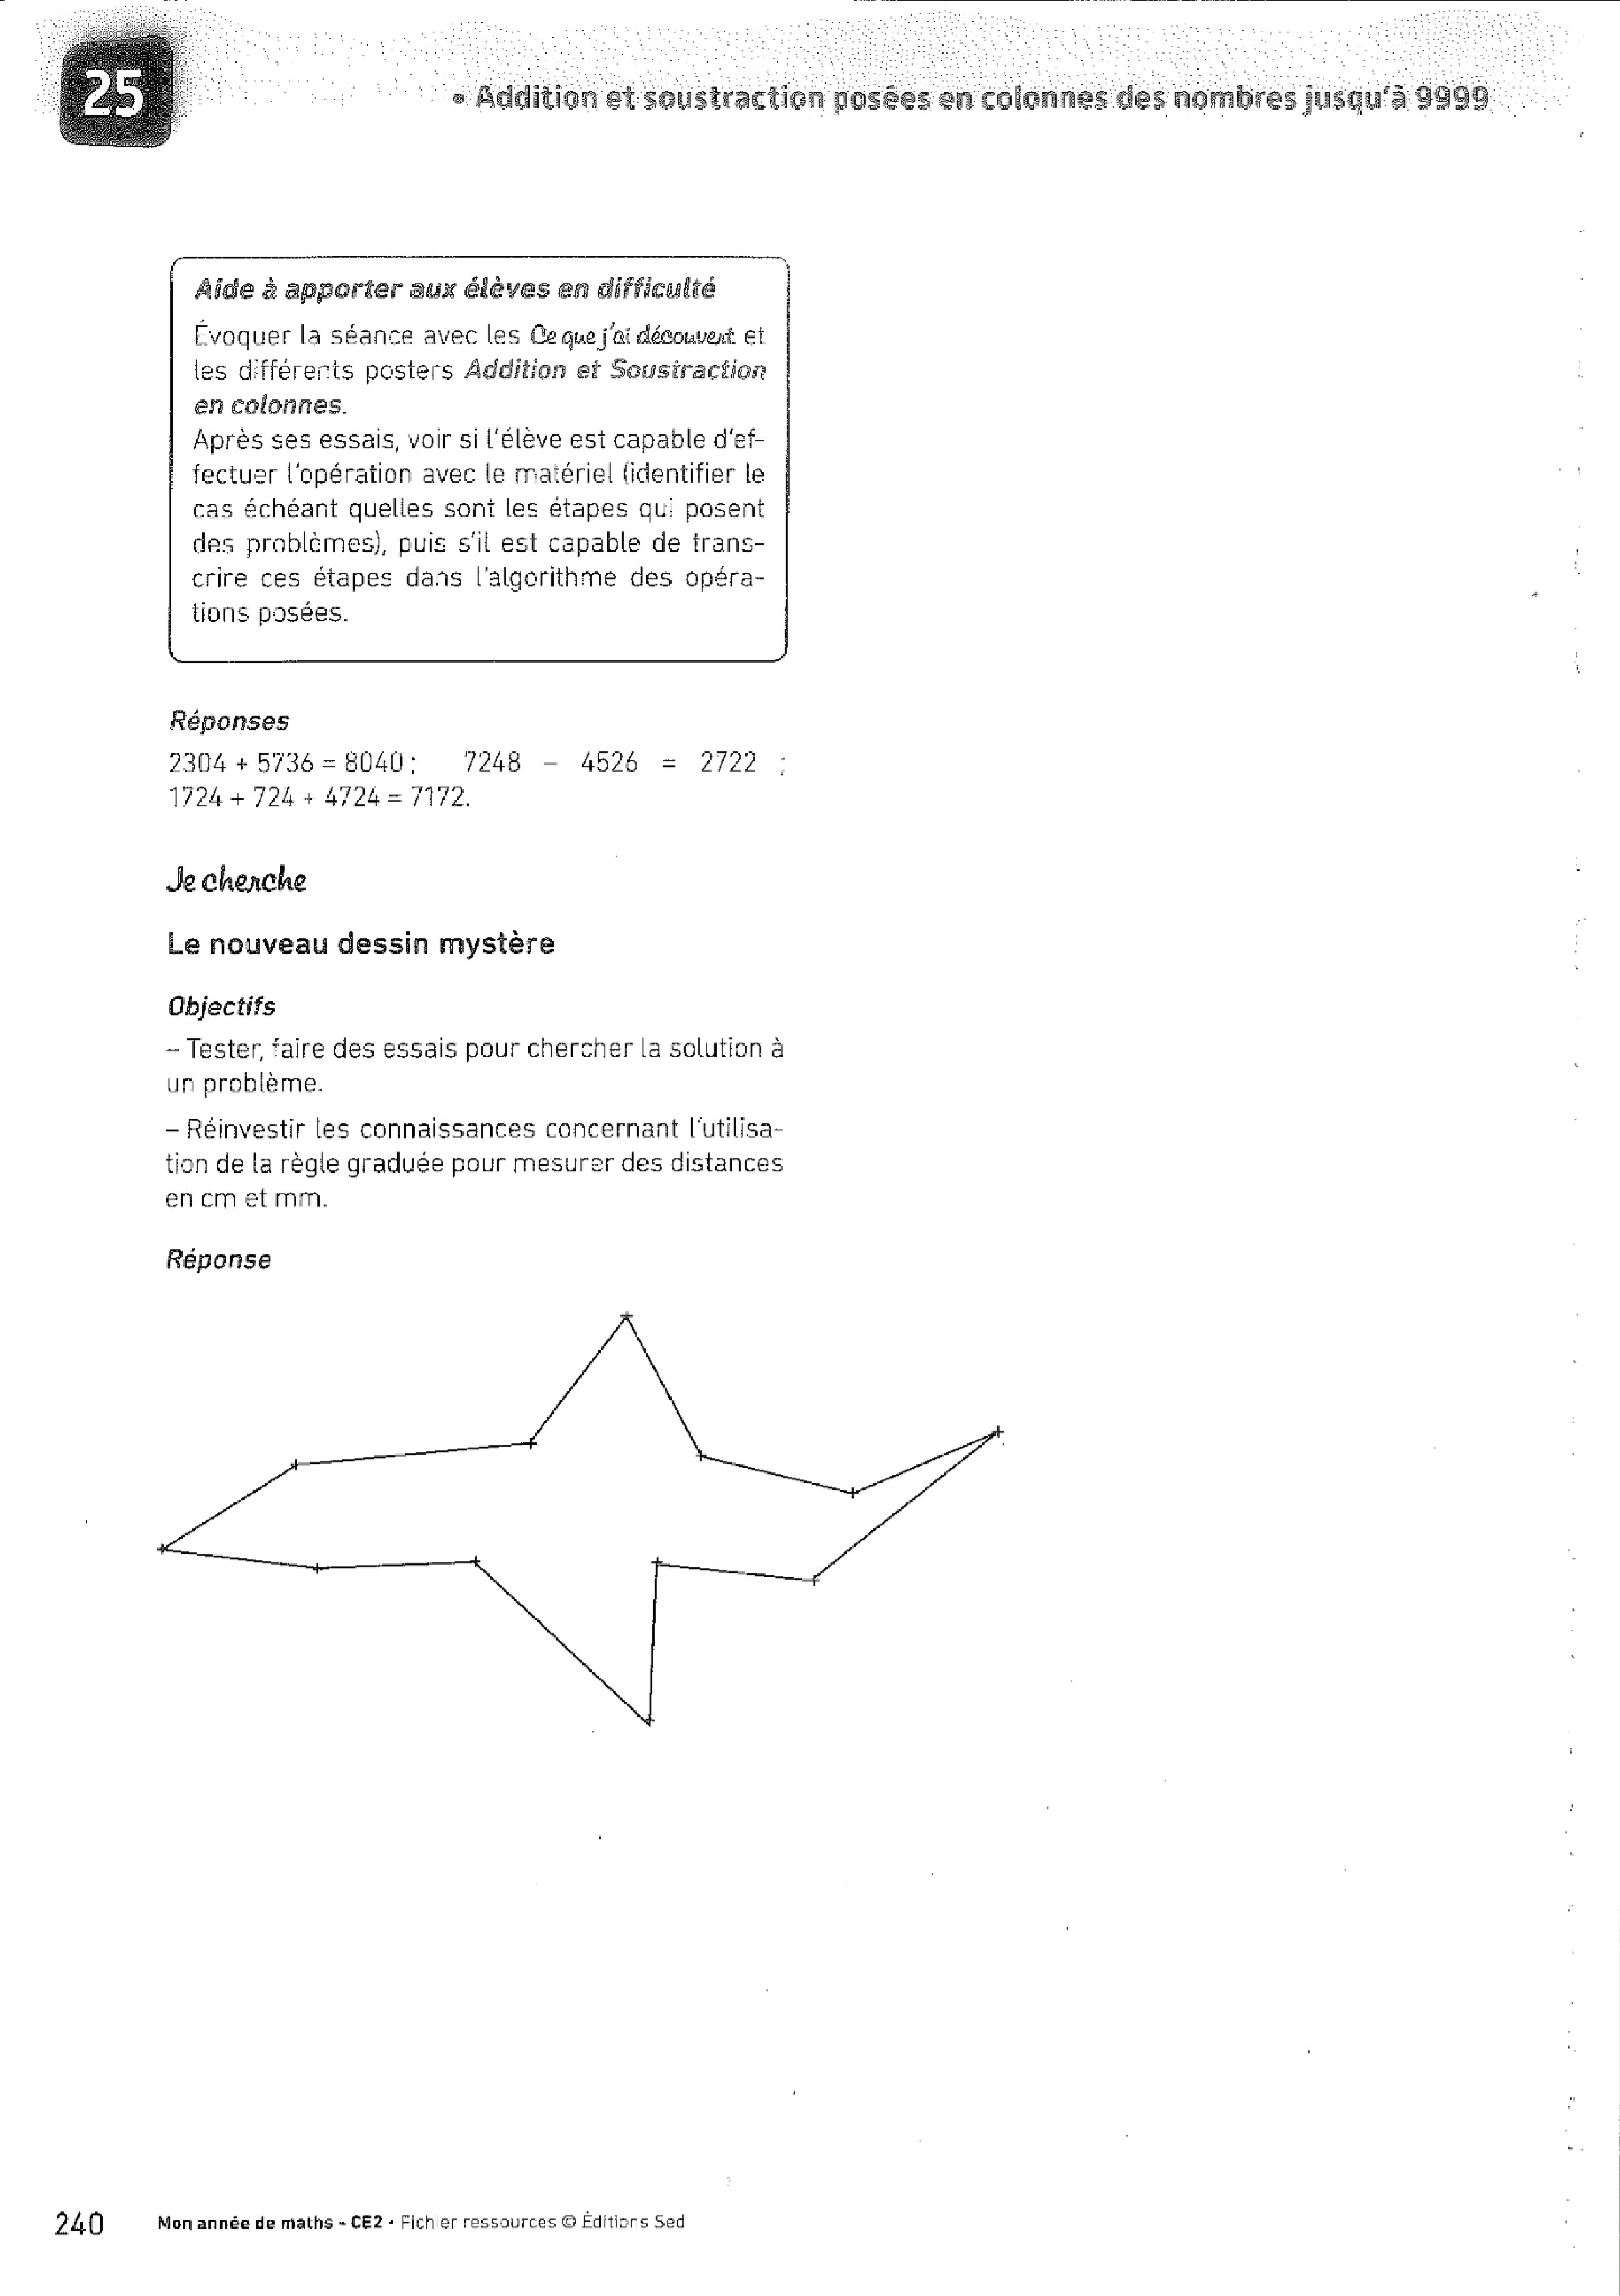 25
• Addition et soustraction posées en colonnes des nombres jusqu'à 9999
Aide à apporter aux élèves en difficulté
Évoquer la séance avec les Ce que j'ai découvert et
les différents posters Addition et Soustraction
en colonnes.
Après ses essais, voir si l'élève est capable d'ef-
fectuer l'opération avec le matériel (identifier le
cas échéant quelles sont les étapes qui posent
des problèmes), puis s'il est capable de trans-
crire ces étapes dans l'algorithme des opéra-
tions posées.
Réponses
2304 + 5736 = 8040 ; 7248 – 4526 = 2722 ;
1724 + 724 + 4724 = 7172.
Je cherche
Le nouveau dessin mystère
Objectifs
– Tester, faire des essais pour chercher la solution à
un problème.
– Réinvestir les connaissances concernant l'utilisa-
tion de la règle graduée pour mesurer des distances
en cm et mm.
Réponse
240 Mon année de maths - CE2 • Fichier ressources © Éditions Sed